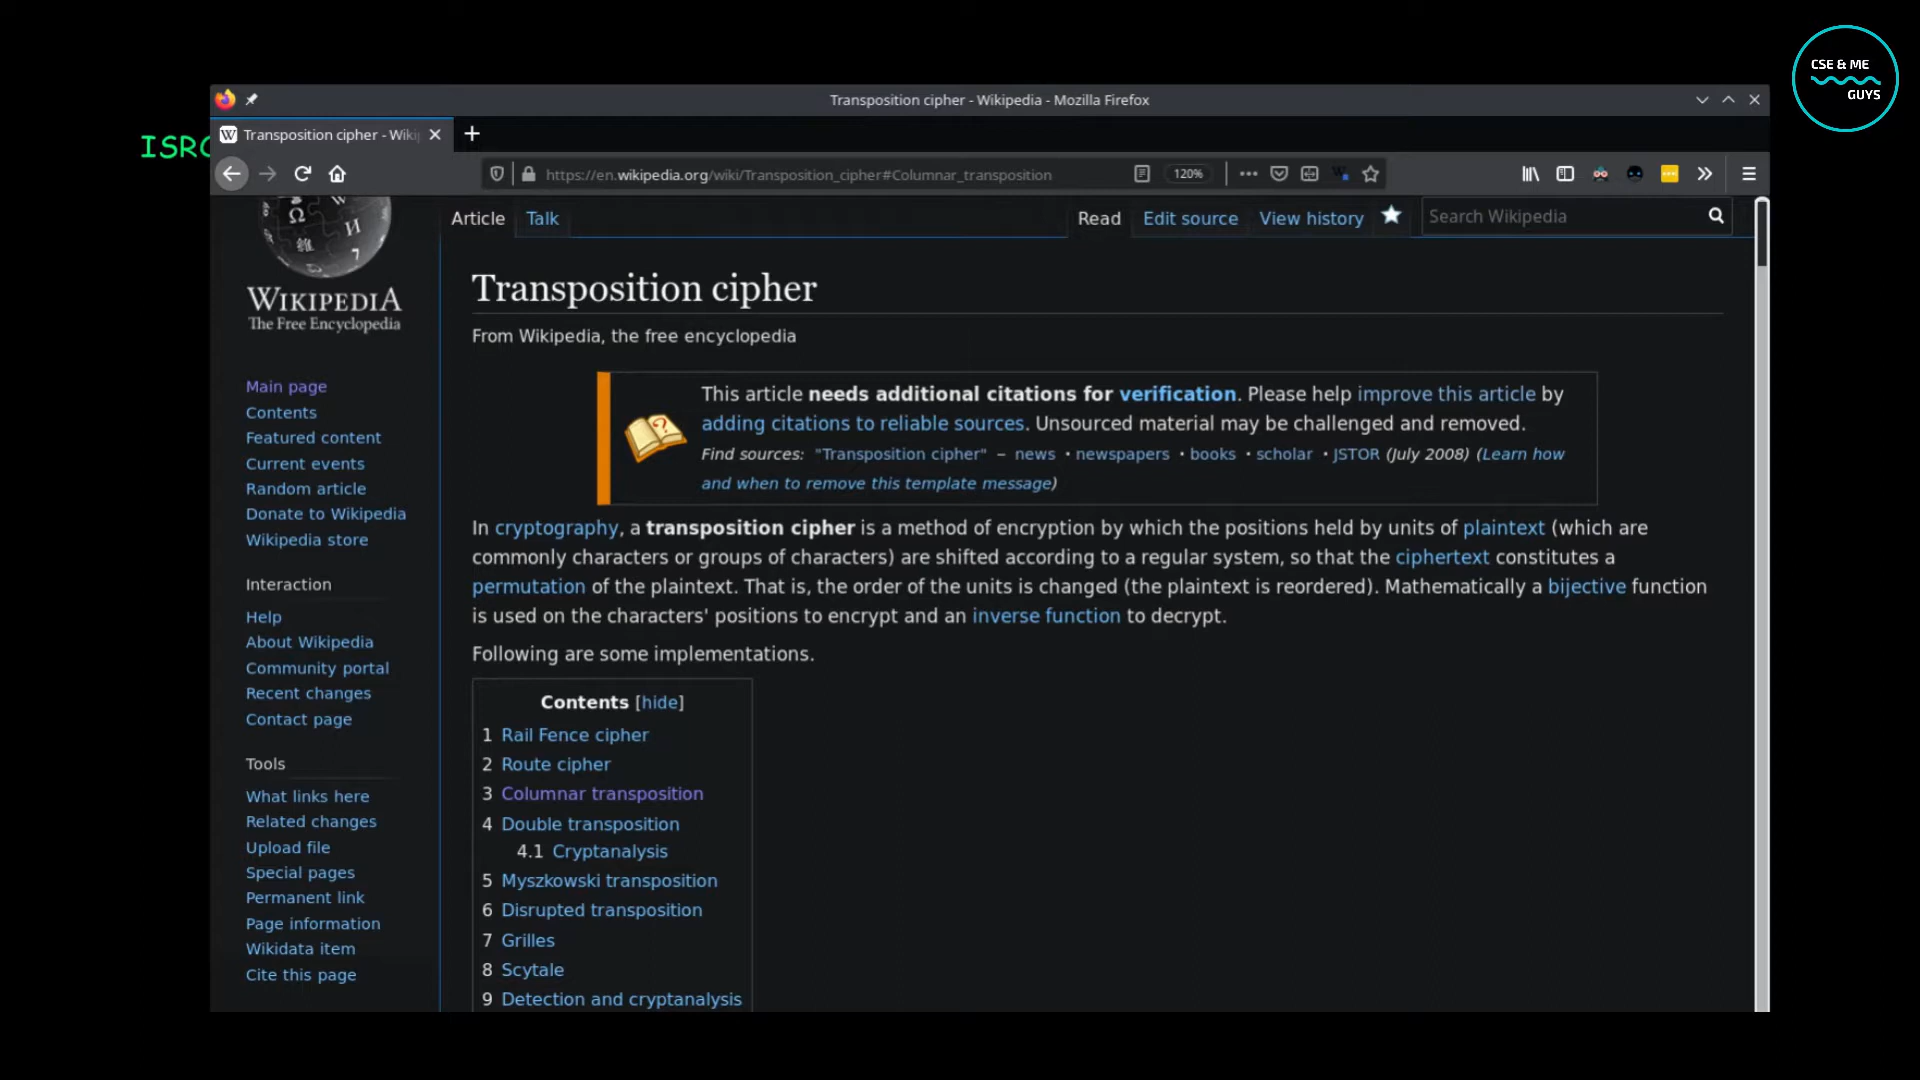 CSE & ME
GUYS
Transposition cipher - Wikipedia - Mozilla Firefox
Transposition cipher - Wiki
https://en.wikipedia.org/wiki/Transposition_cipher#Columnar_transposition
120%
Article
Talk
Read
Edit source
View history
Search Wikipedia
WIKIPEDIA
The Free Encyclopedia
Main page
Contents
Featured content
Current events
Random article
Donate to Wikipedia
Wikipedia store
Interaction
Help
About Wikipedia
Community portal
Recent changes
Contact page
Tools
What links here
Related changes
Upload file
Special pages
Permanent link
Page information
Wikidata item
Cite this page
Transposition cipher
From Wikipedia, the free encyclopedia
This article needs additional citations for verification. Please help improve this article by
adding citations to reliable sources. Unsourced material may be challenged and removed.
Find sources: "Transposition cipher" – news · newspapers · books · scholar · JSTOR (July 2008) (Learn how
and when to remove this template message)
In cryptography, a transposition cipher is a method of encryption by which the positions held by units of plaintext (which are
commonly characters or groups of characters) are shifted according to a regular system, so that the ciphertext constitutes a
permutation of the plaintext. That is, the order of the units is changed (the plaintext is reordered). Mathematically a bijective function
is used on the characters' positions to encrypt and an inverse function to decrypt.
Following are some implementations.
Contents [hide]
1 Rail Fence cipher
2 Route cipher
3 Columnar transposition
4 Double transposition
4.1 Cryptanalysis
5 Myszkowski transposition
6 Disrupted transposition
7 Grilles
8 Scytale
9 Detection and cryptanalysis